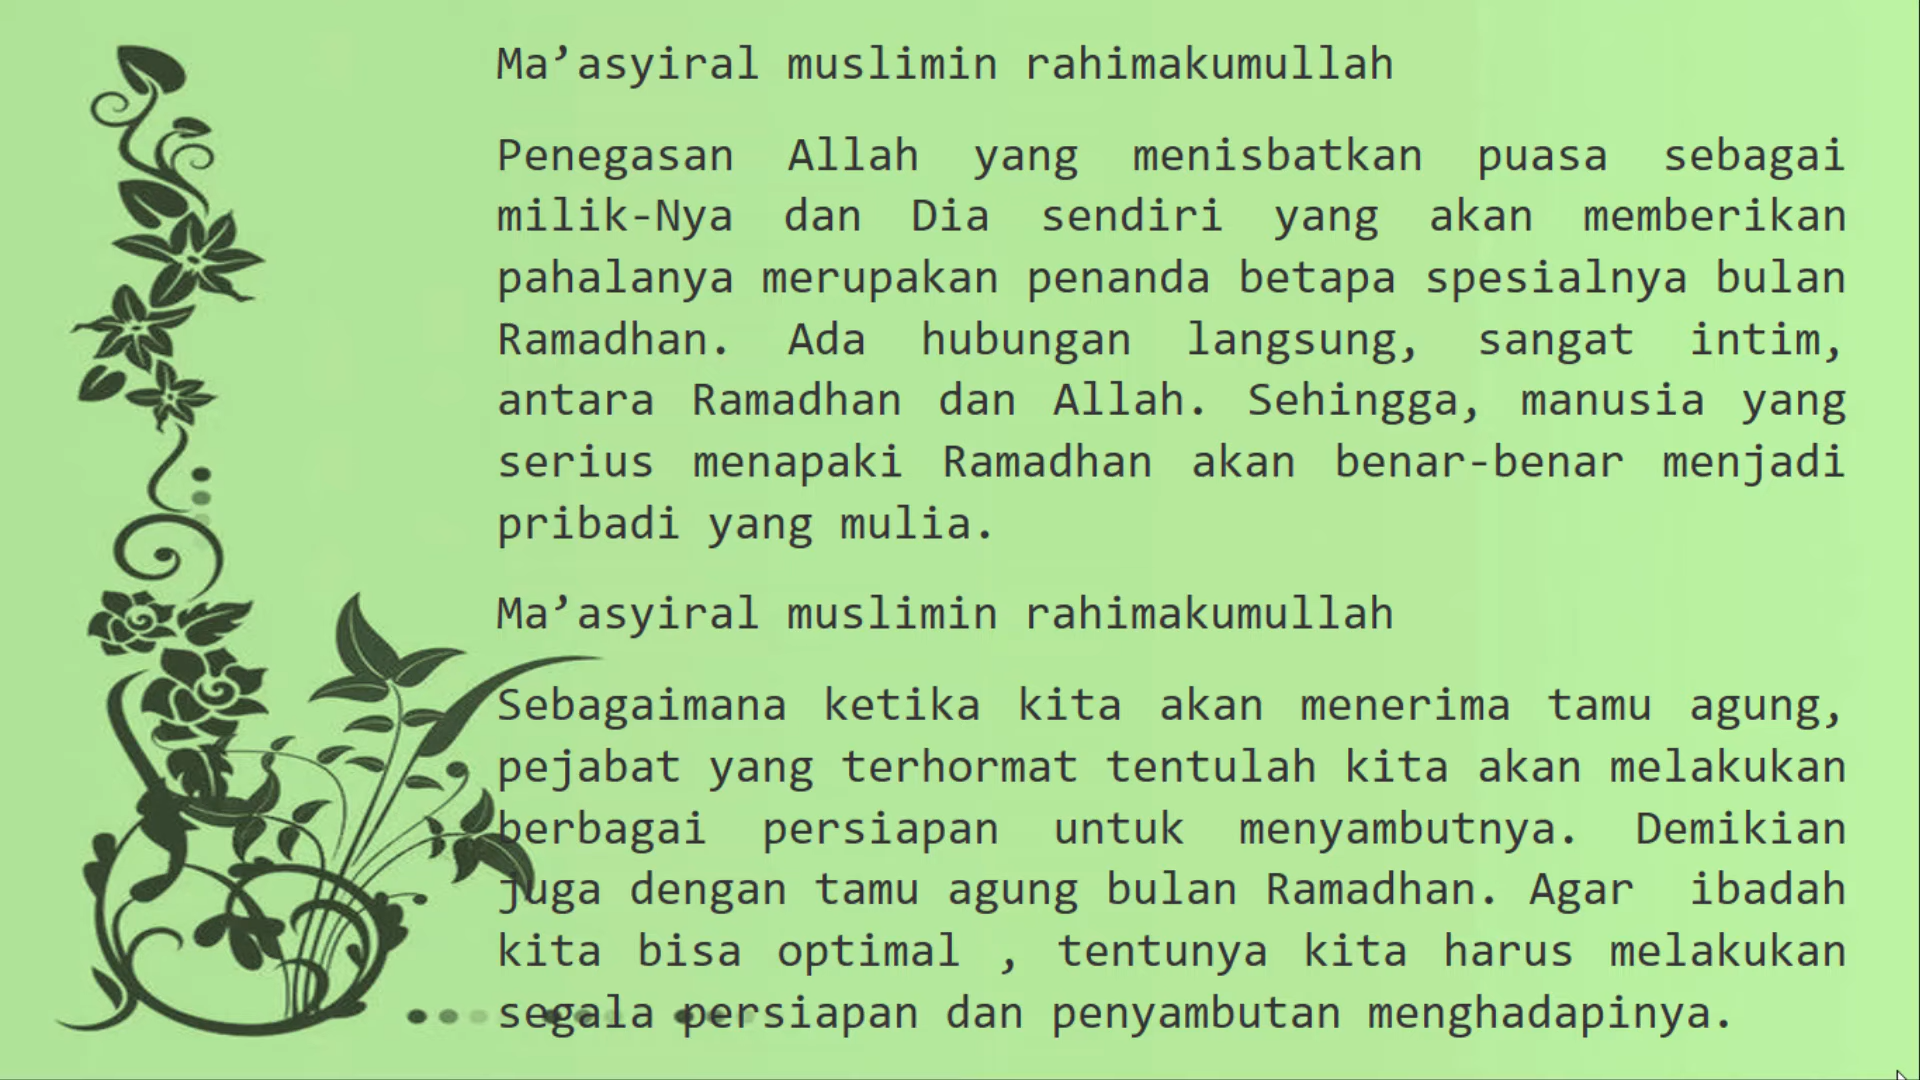 Ma’asyiral muslimin rahimakumullah
Penegasan Allah yang menisbatkan puasa sebagai
milik-Nya dan Dia sendiri yang akan memberikan
pahalanya merupakan penanda betapa spesialnya bulan
Ramadhan. Ada hubungan langsung, sangat intim,
antara Ramadhan dan Allah. Sehingga, manusia yang
serius menapaki Ramadhan akan benar-benar menjadi
pribadi yang mulia.
Ma’asyiral muslimin rahimakumullah
Sebagaimana ketika kita akan menerima tamu agung,
pejabat yang terhormat tentulah kita akan melakukan
berbagai persiapan untuk menyambutnya. Demikian
juga dengan tamu agung bulan Ramadhan. Agar ibadah
kita bisa optimal , tentunya kita harus melakukan
segala persiapan dan penyambutan menghadapinya.